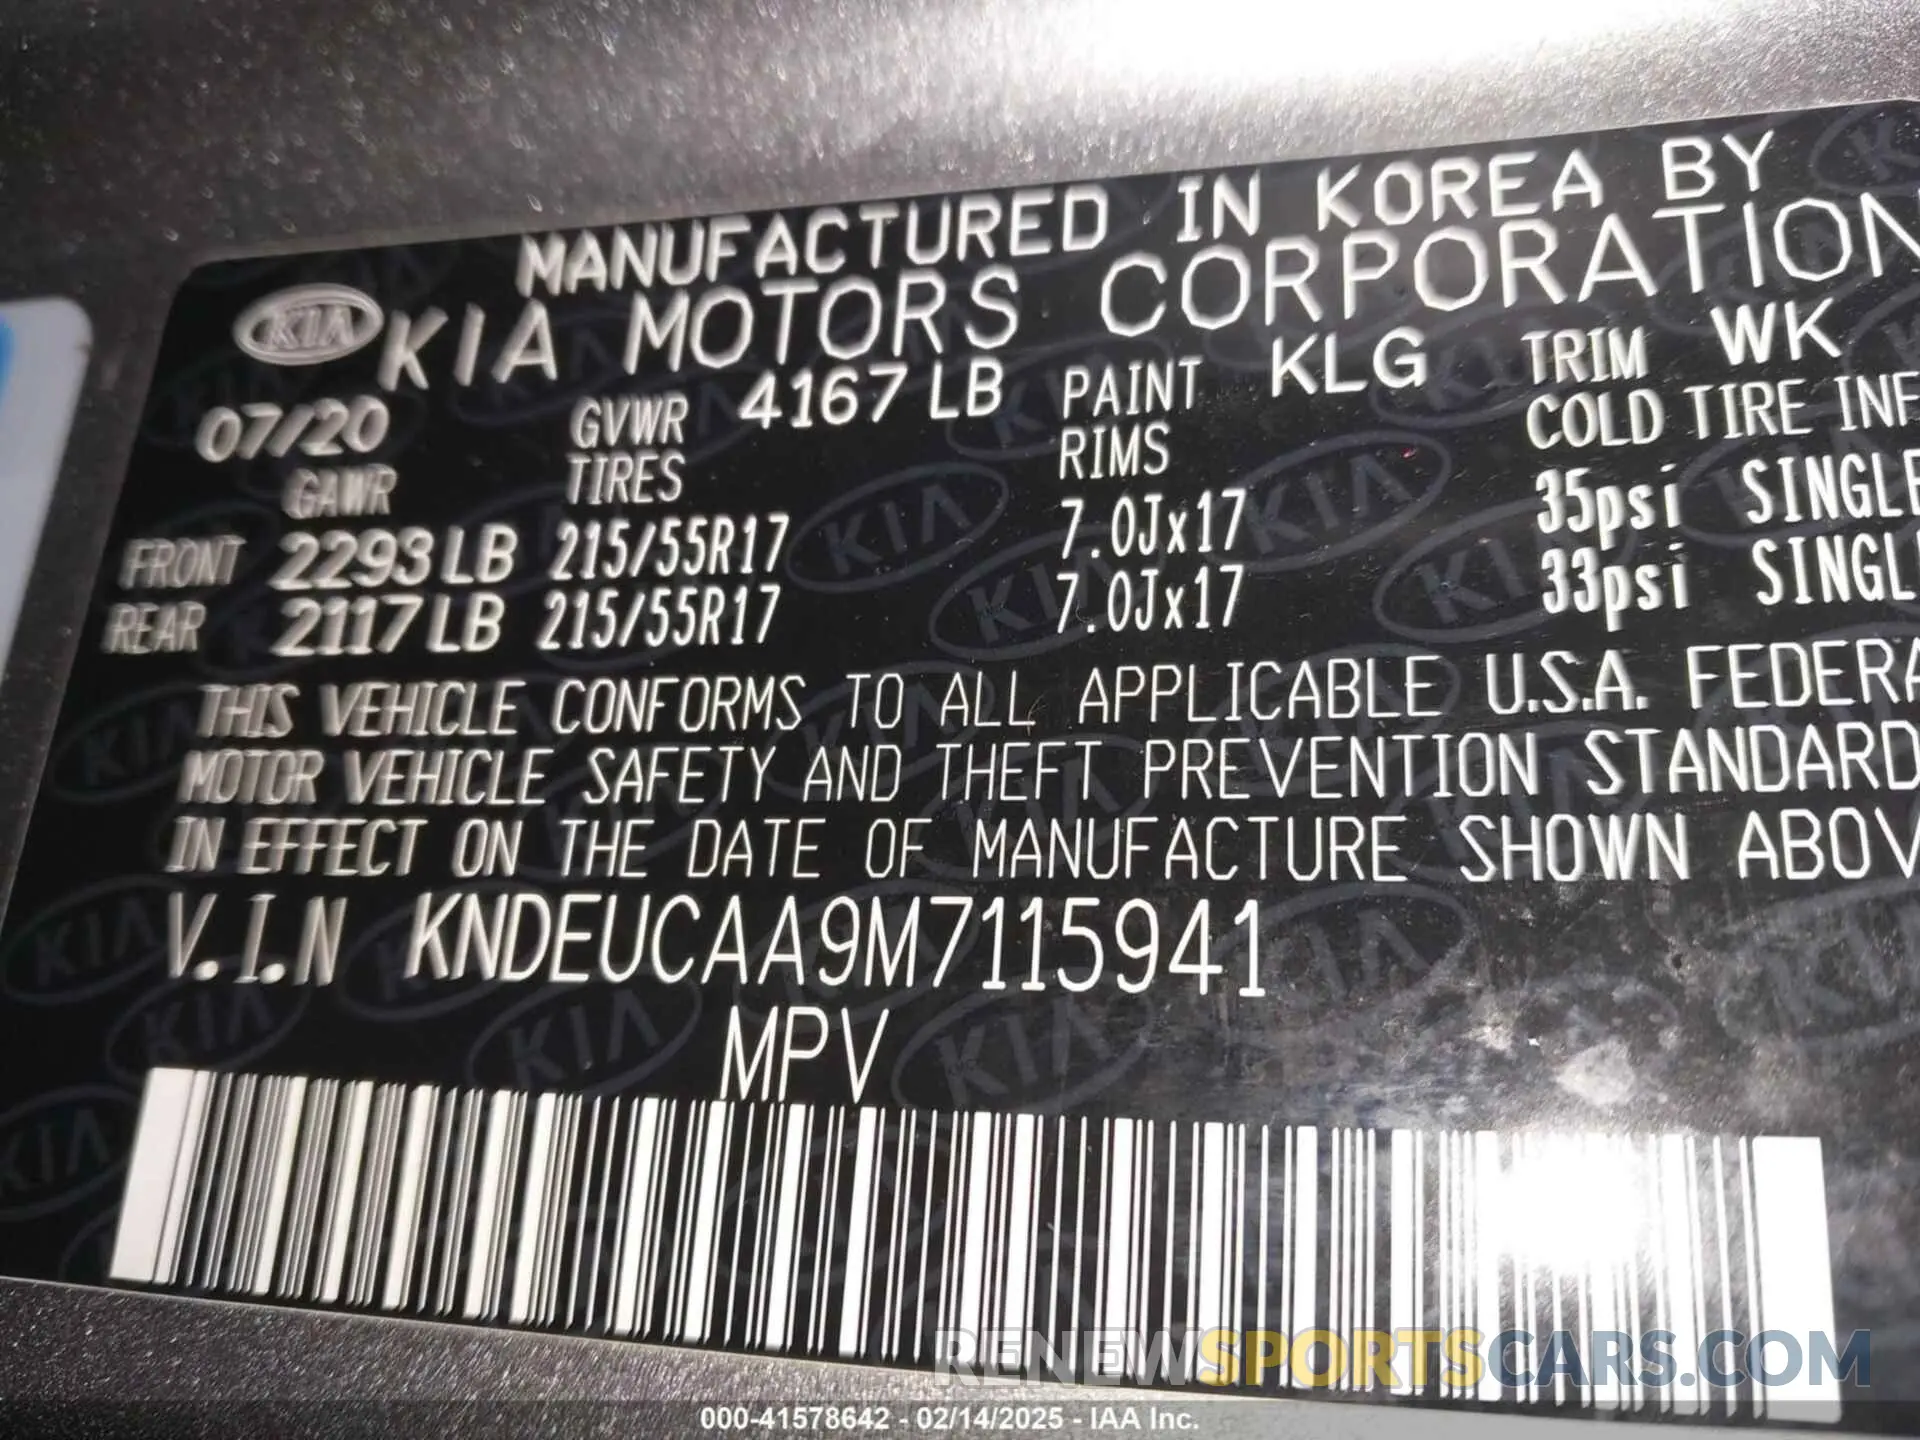 MANUFACTURED IN KOREA BY
KIA KIA MOTORS CORPORATION
07/20 GVWR 4167 LB PAINT KLG TRIM WK
GAWR TIRES RIMS COLD TIRE INF
FRONT 2293 LB 215/55R17 7.0Jx17 35psi SINGLE
REAR 2117 LB 215/55R17 7.0Jx17 33psi SINGL
THIS VEHICLE CONFORMS TO ALL APPLICABLE U.S.A. FEDERA
MOTOR VEHICLE SAFETY AND THEFT PREVENTION STANDARD
IN EFFECT ON THE DATE OF MANUFACTURE SHOWN ABOV
V.I.N KNDEUCAA9M7115941
MPV
RENEWSPORTSCARS.COM
000-41578642 - 02/14/2025 - IAA Inc.